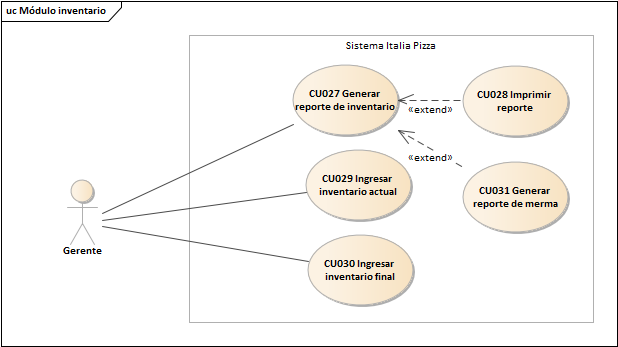 uc Módulo inventario
Sistema Italia Pizza
CU027 Generar
reporte de inventario
CU028 Imprimir
reporte
«extend»
«extend»
CU029 Ingresar
inventario actual
CU031 Generar
reporte de merma
Gerente
CU030 Ingresar
inventario final